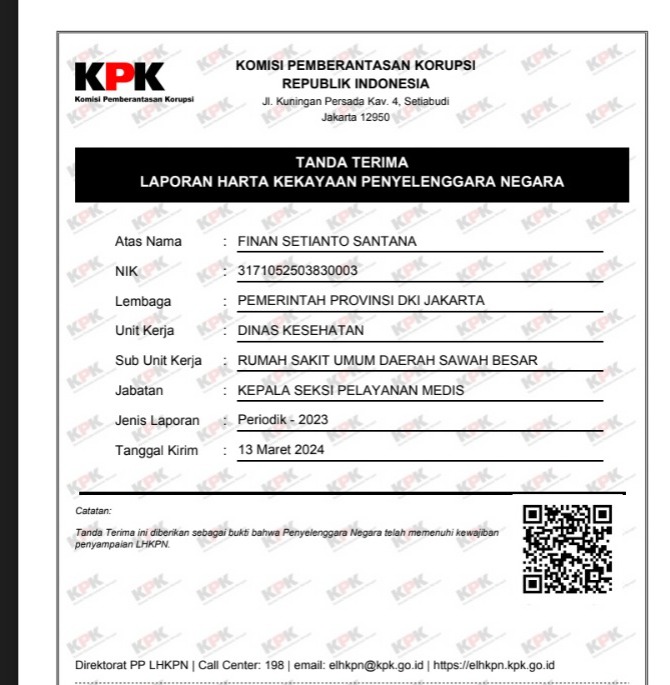 KPK
Komisi Pemberantasan Korupsi
KOMISI PEMBERANTASAN KORUPSI
REPUBLIK INDONESIA
Jl. Kuningan Persada Kav. 4, Setiabudi
Jakarta 12950
TANDA TERIMA
LAPORAN HARTA KEKAYAAN PENYELENGGARA NEGARA
Atas Nama : FINAN SETIANTO SANTANA
NIK : 3171052503830003
Lembaga : PEMERINTAH PROVINSI DKI JAKARTA
Unit Kerja : DINAS KESEHATAN
Sub Unit Kerja : RUMAH SAKIT UMUM DAERAH SAWAH BESAR
Jabatan : KEPALA SEKSI PELAYANAN MEDIS
Jenis Laporan : Periodik - 2023
Tanggal Kirim : 13 Maret 2024
Catatan:
Tanda Terima ini diberikan sebagai bukti bahwa Penyelenggara Negara telah memenuhi kewajiban
penyampaian LHKPN.
Direktorat PP LHKPN | Call Center: 198 | email: elhkpn@kpk.go.id | https://elhkpn.kpk.go.id